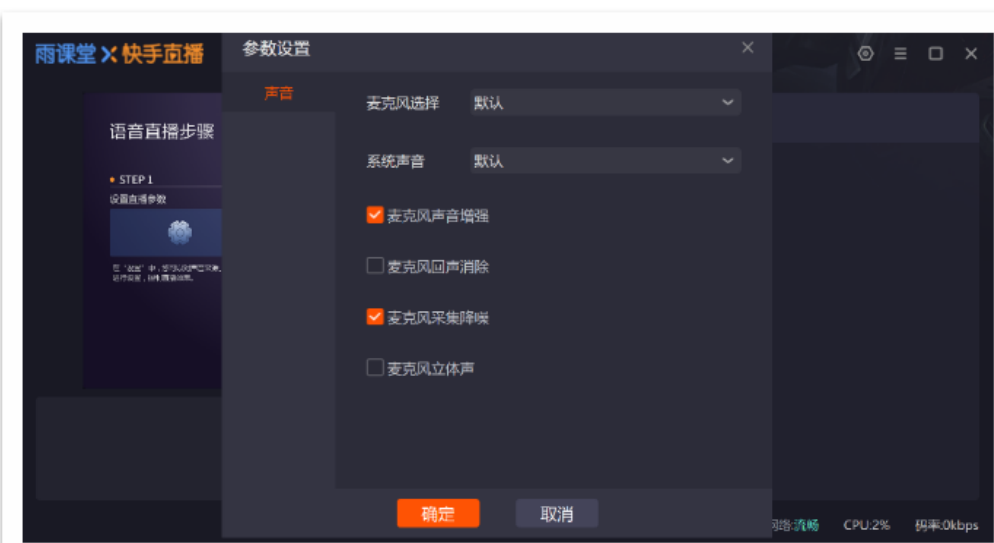 雨课堂 X 快手直播
参数设置
声音
麦克风选择 默认
系统声音 默认
麦克风声音增强
麦克风回声消除
麦克风采集降噪
麦克风立体声
确定 取消
语音直播步骤
STEP 1
设置直播参数
网络:流畅 CPU:2% 码率:0kbps